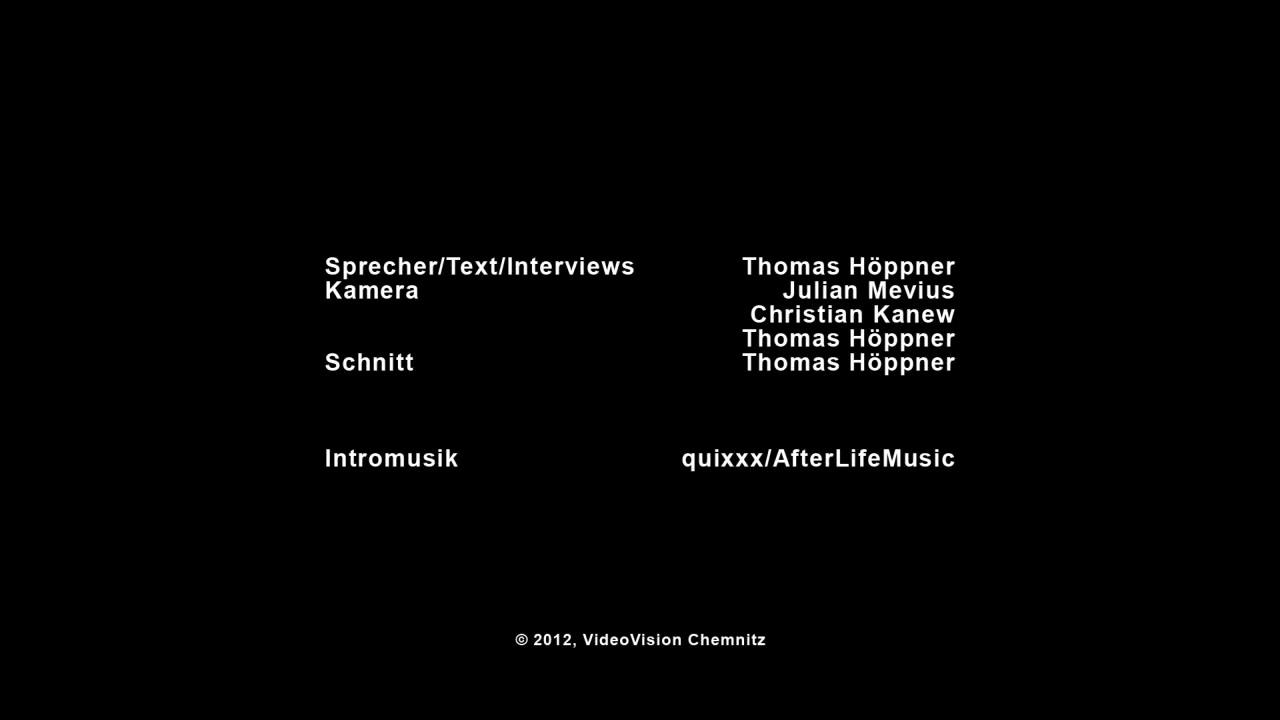 Sprecher/Text/Interviews Thomas Höppner
Kamera Julian Mevius
Christian Kanew
Thomas Höppner
Schnitt Thomas Höppner
Intromusik quixxx/AfterLifeMusic
© 2012, VideoVision Chemnitz